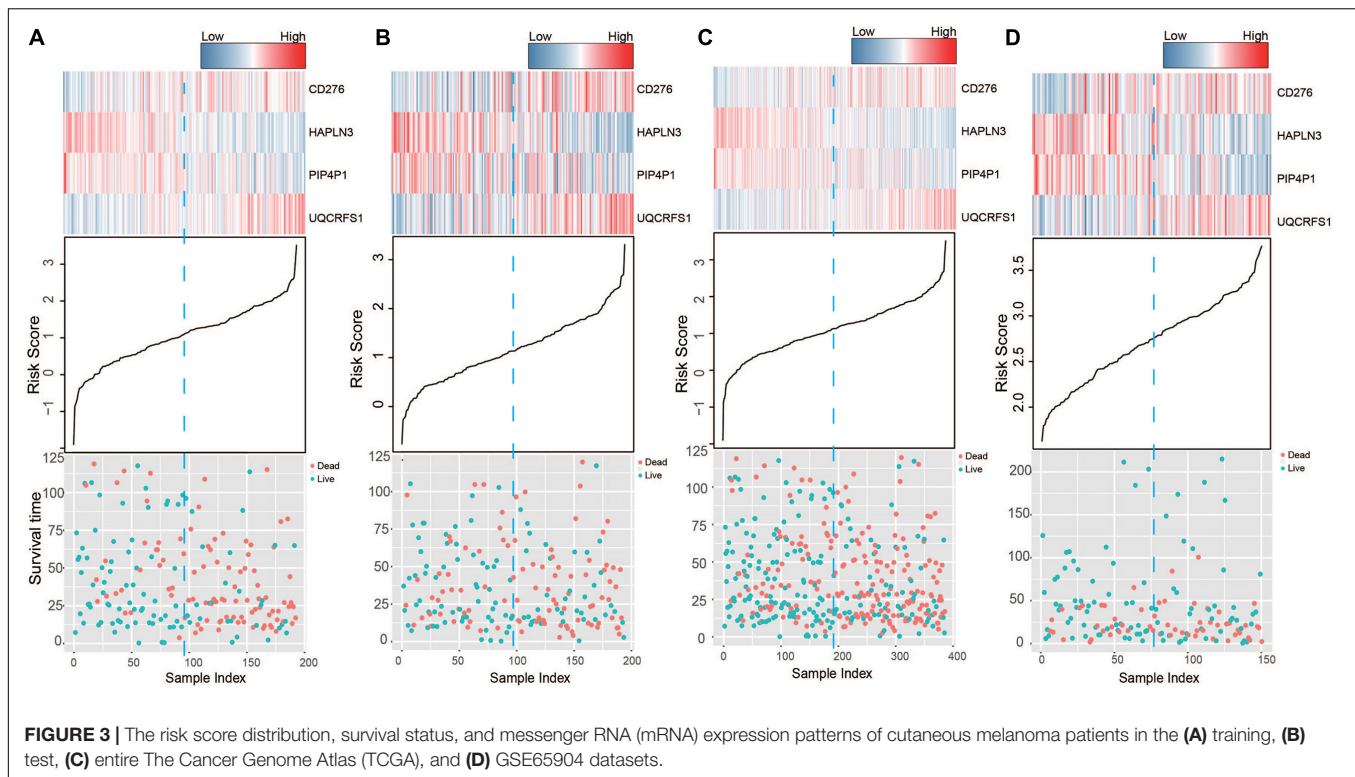 A
Low High
CD276
HAPLN3
PIP4P1
UQCRFS1
Risk Score
3
2
1
0
−1
125
100
75
50
25
0
Survival time
Dead
Live
0 50 100 150 200
Sample Index
B
Low High
CD276
HAPLN3
PIP4P1
UQCRFS1
Risk Score
3
2
1
0
125
100
75
50
25
0
Dead
Live
0 50 100 150 200
Sample Index
C
Low High
CD276
HAPLN3
PIP4P1
UQCRFS1
Risk Score
3
2
1
0
−1
125
100
75
50
25
0
Dead
Live
0 100 200 300 400
Sample Index
D
Low High
CD276
HAPLN3
PIP4P1
UQCRFS1
Risk Score
3.5
3.0
2.5
2.0
200
150
100
50
0
Dead
Live
0 50 100 150
Sample Index
FIGURE 3 | The risk score distribution, survival status, and messenger RNA (mRNA) expression patterns of cutaneous melanoma patients in the (A) training, (B)
test, (C) entire The Cancer Genome Atlas (TCGA), and (D) GSE65904 datasets.